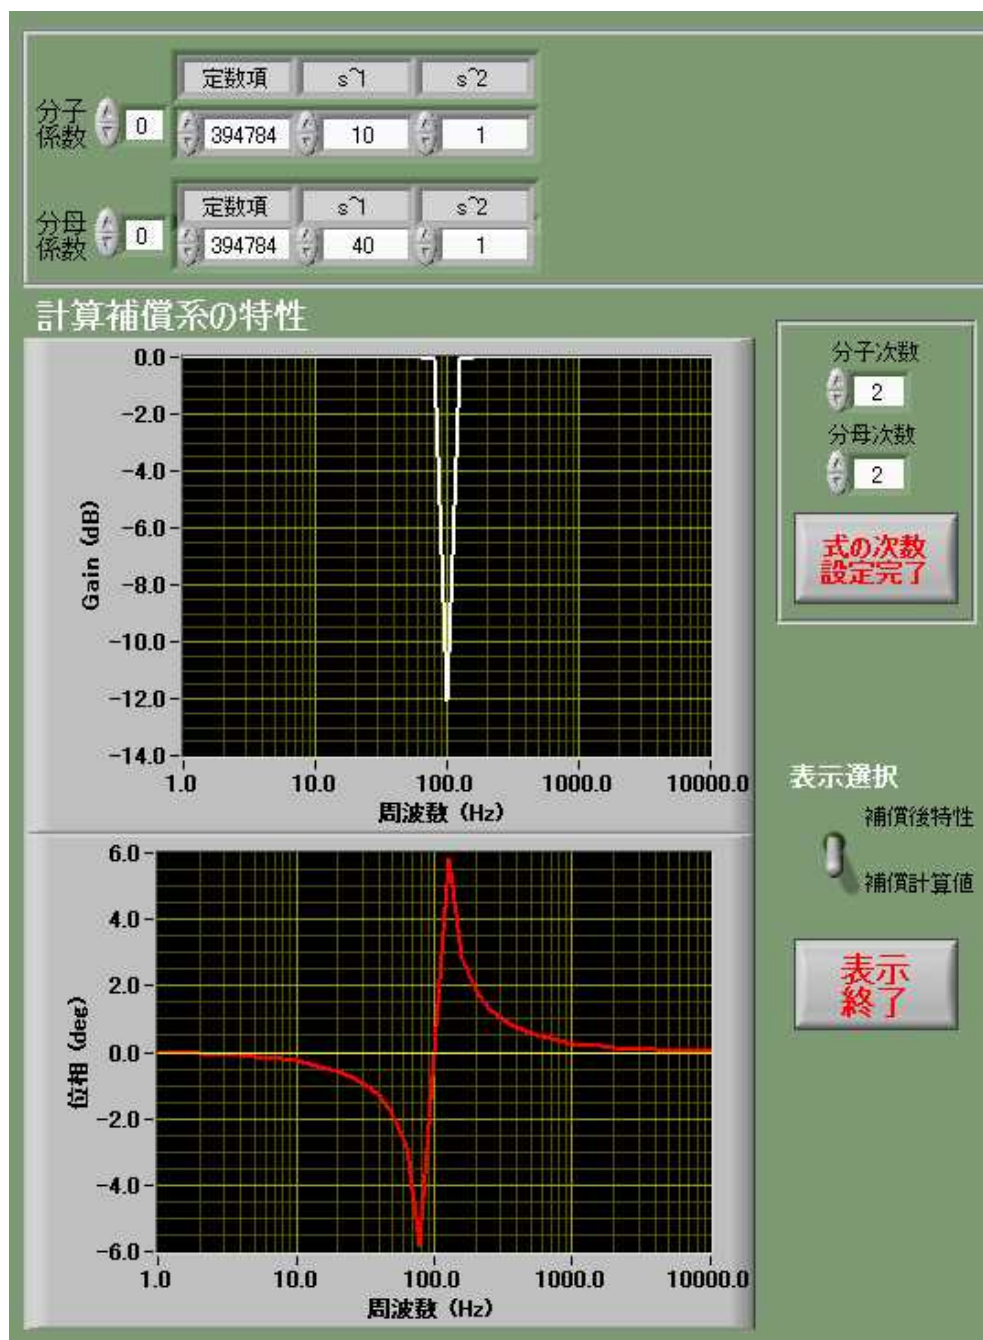 定数項 s^1 s^2
分子
係数
0 394784 10 1
定数項 s^1 s^2
分母
係数
0 394784 40 1
計算補償系の特性
0.0
-2.0
-4.0
-6.0
-8.0
-10.0
-12.0
-14.0
Gain (dB)
1.0 10.0 100.0 1000.0 10000.0
周波数 (Hz)
6.0
4.0
2.0
0.0
-2.0
-4.0
-6.0
位相 (deg)
1.0 10.0 100.0 1000.0 10000.0
周波数 (Hz)
分子次数
2
分母次数
2
式の次数
設定完了
表示選択
補償後特性
補償計算値
表示
終了